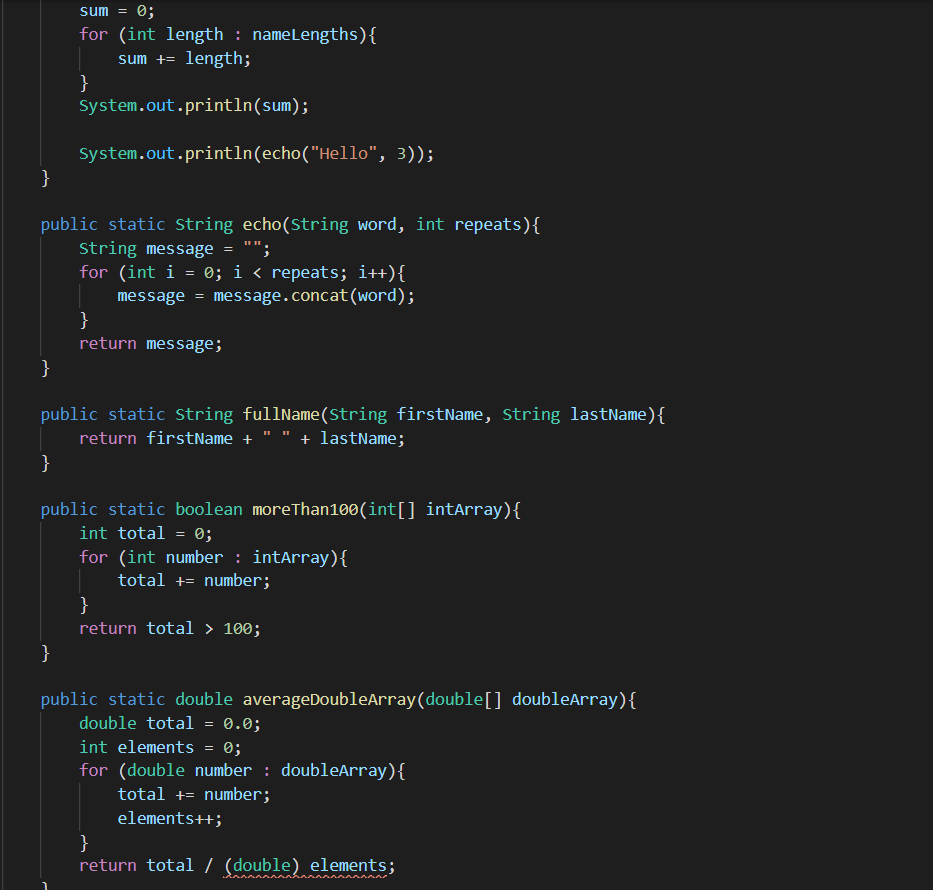 sum = 0;
for (int length : nameLengths){
sum += length;
}
System.out.println(sum);
System.out.println(echo("Hello", 3));
}
public static String echo(String word, int repeats){
String message = "";
for (int i = 0; i < repeats; i++){
message = message.concat(word);
}
return message;
}
public static String fullName(String firstName, String lastName){
return firstName + " " + lastName;
}
public static boolean moreThan100(int[] intArray){
int total = 0;
for (int number : intArray){
total += number;
}
return total > 100;
}
public static double averageDoubleArray(double[] doubleArray){
double total = 0.0;
int elements = 0;
for (double number : doubleArray){
total += number;
elements++;
}
return total / (double) elements;
}